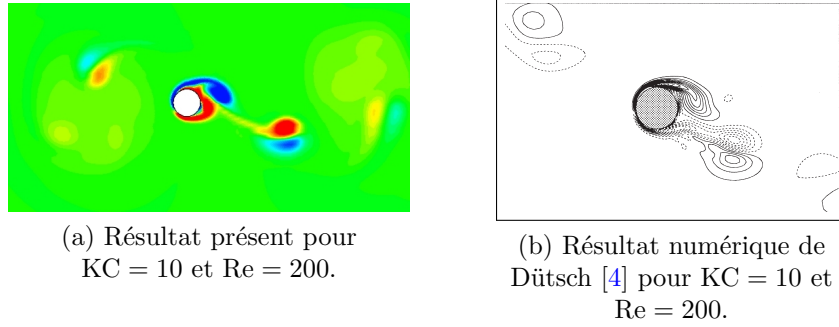 (a) Résultat présent pour
KC = 10 et Re = 200.
(b) Résultat numérique de
Dütsch [4] pour KC = 10 et
Re = 200.